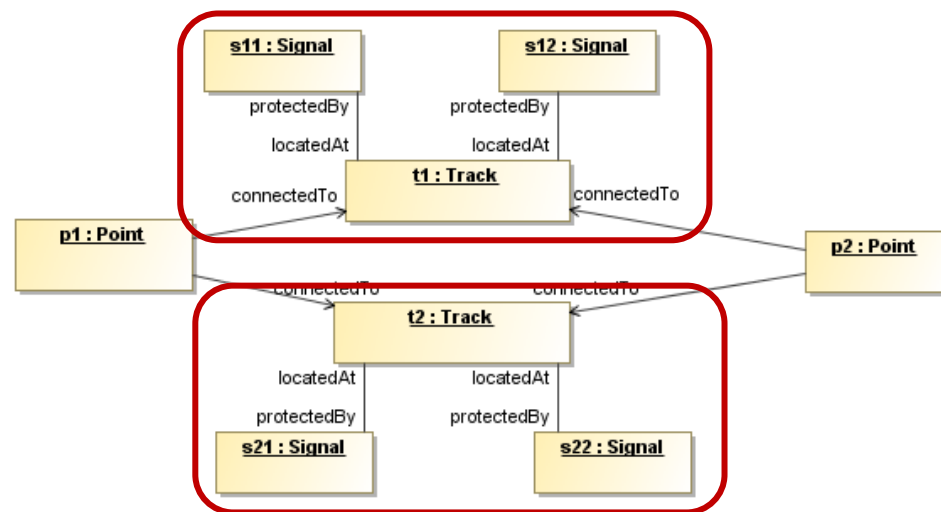 s11 : Signal
s12 : Signal
protectedBy
protectedBy
locatedAt
locatedAt
t1 : Track
connectedTo
connectedTo
p1 : Point
p2 : Point
connectedTo
connectedTo
t2 : Track
locatedAt
locatedAt
protectedBy
protectedBy
s21 : Signal
s22 : Signal